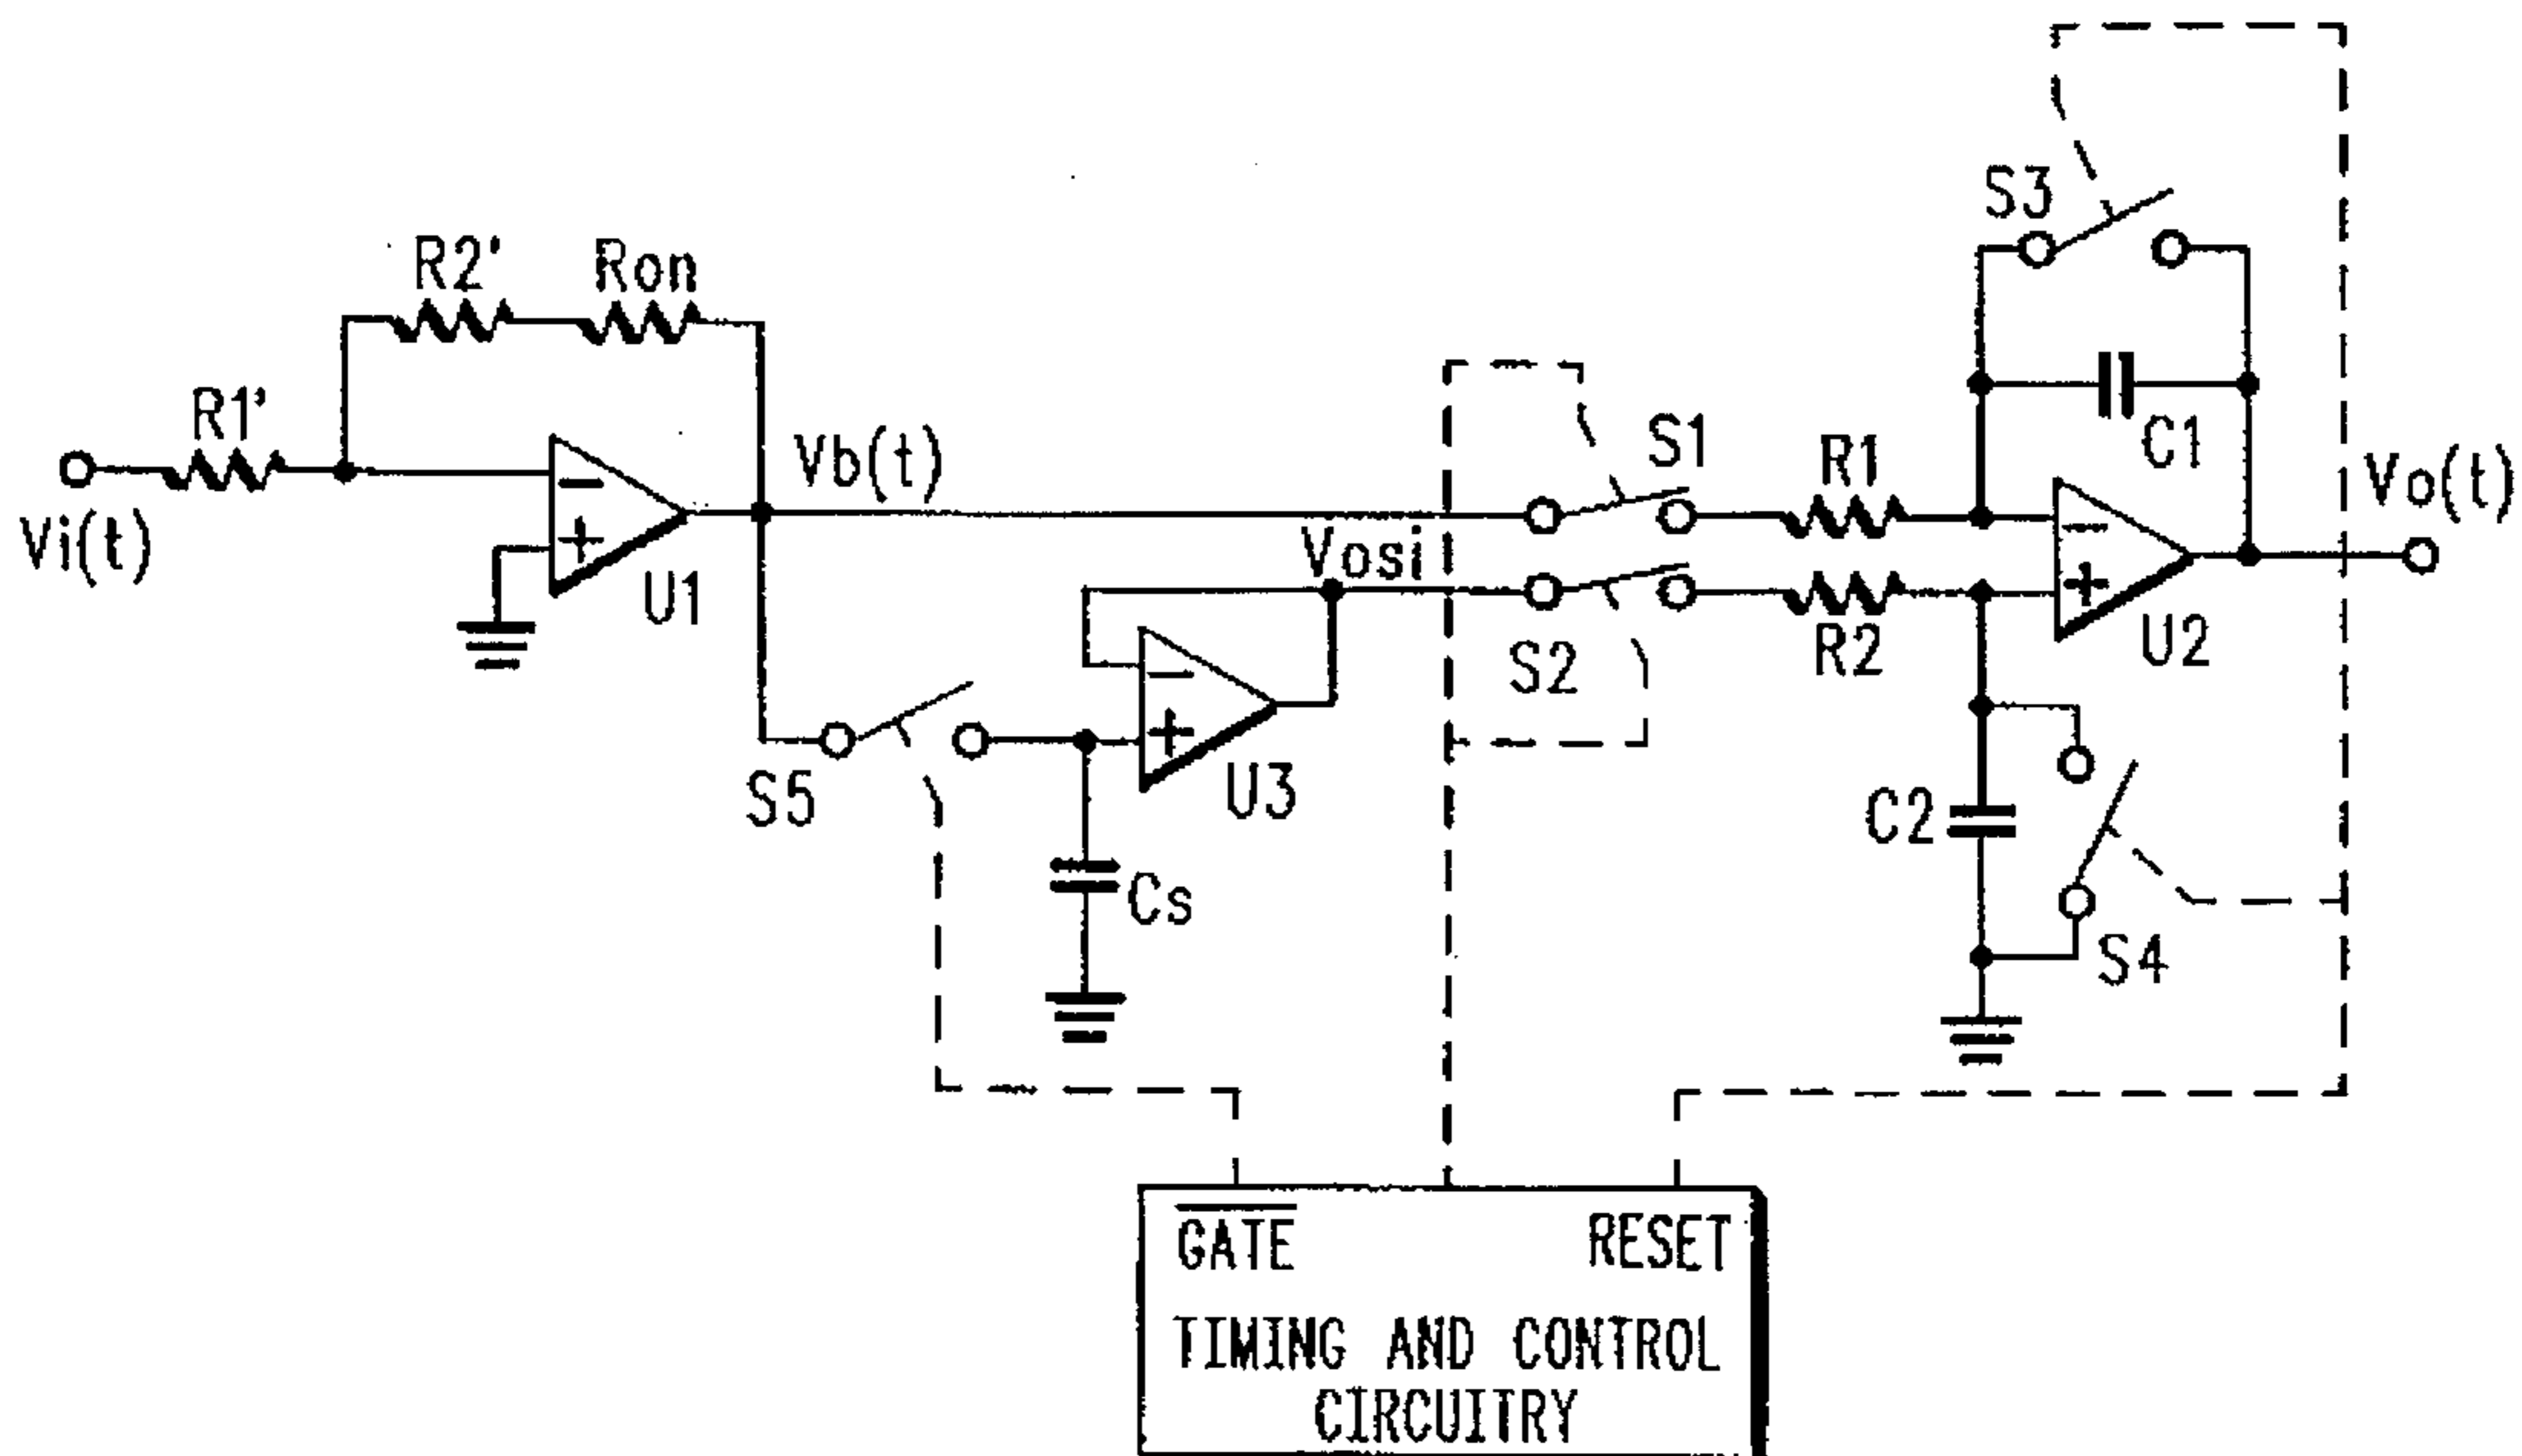 S3
R2' Ron
R1' Vb(t) S1 R1 C1 Vo(t)
- -
Vi(t) + Vosi +
U1 S2 R2 U2
-
+
S5 U3 C2
Cs
S4
GATE RESET
TIMING AND CONTROL
CIRCUITRY